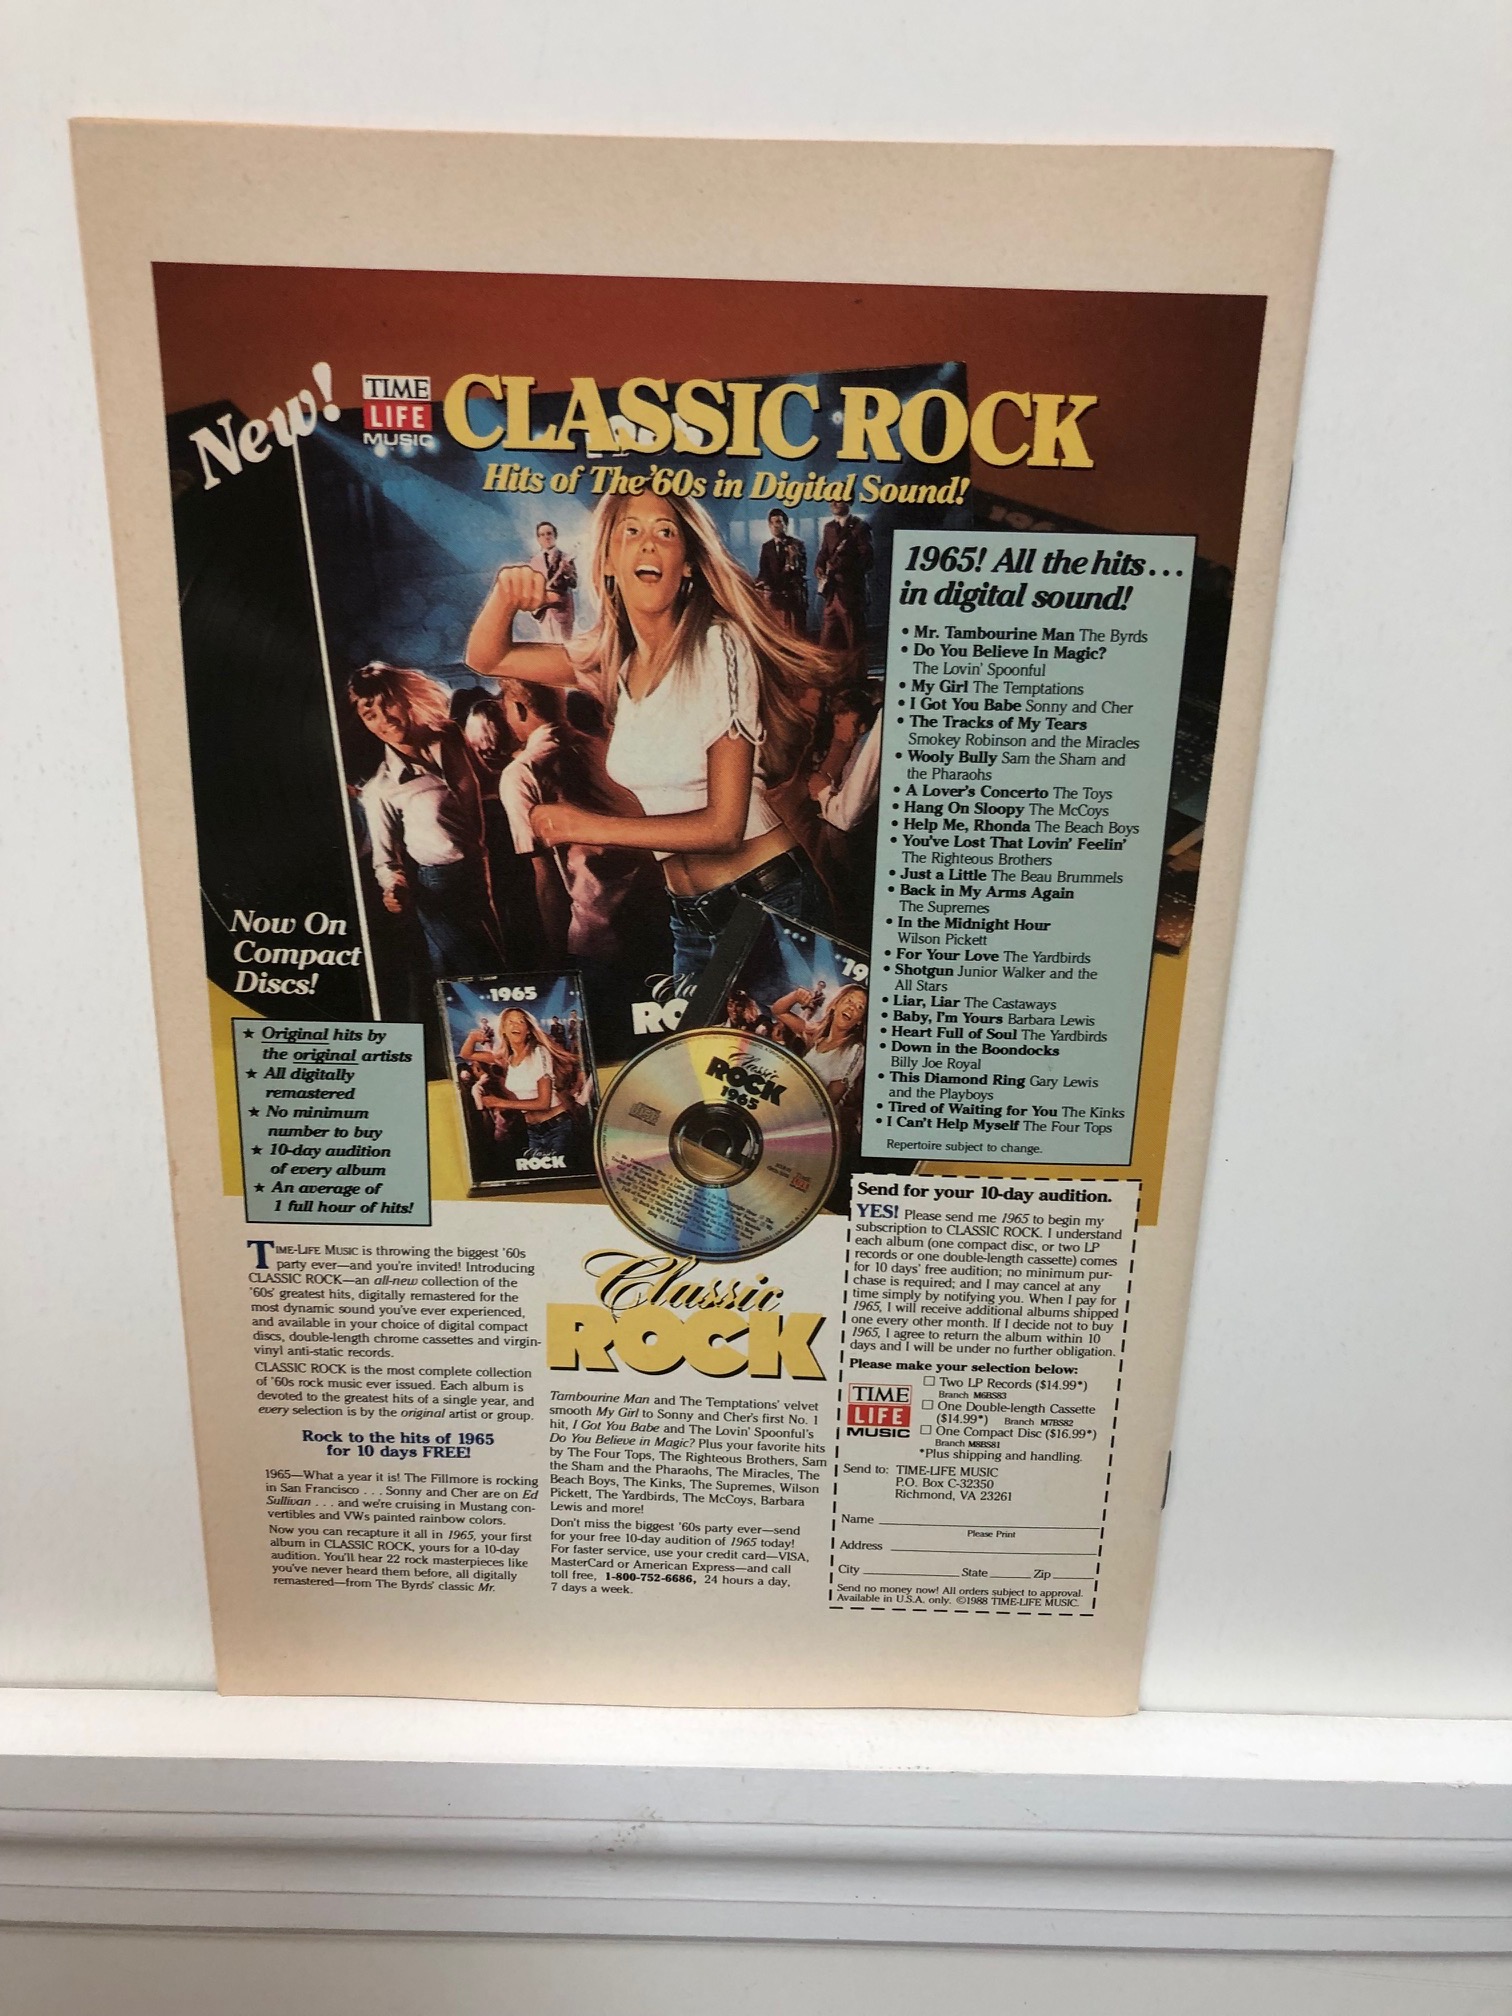 New!
TIME
LIFE
MUSIC
CLASSIC ROCK
Hits of The '60s in Digital Sound!
1965! All the hits...
in digital sound!
• Mr. Tambourine Man The Byrds
• Do You Believe In Magic?
The Lovin' Spoonful
• My Girl The Temptations
• I Got You Babe Sonny and Cher
• The Tracks of My Tears
Smokey Robinson and the Miracles
• Wooly Bully Sam the Sham and
the Pharaohs
• A Lover's Concerto The Toys
• Hang On Sloopy The McCoys
• Help Me, Rhonda The Beach Boys
• You've Lost That Lovin' Feelin'
The Righteous Brothers
• Just a Little The Beau Brummels
• Back in My Arms Again
The Supremes
• In the Midnight Hour
Wilson Pickett
• For Your Love The Yardbirds
• Shotgun Junior Walker and the
All Stars
• Liar, Liar The Castaways
• Baby, I'm Yours Barbara Lewis
• Heart Full of Soul The Yardbirds
• Down in the Boondocks
Billy Joe Royal
• This Diamond Ring Gary Lewis
and the Playboys
• Tired of Waiting for You The Kinks
• I Can't Help Myself The Four Tops
Repertoire subject to change.
Now On
Compact
Discs!
★ Original hits by
the original artists
★ All digitally
remastered
★ No minimum
number to buy
★ 10-day audition
of every album
★ An average of
1 full hour of hits!
1965
Classic
ROCK
Cla
RO
19
Classic
ROCK
1965
TIME-LIFE MUSIC is throwing the biggest '60s
party ever—and you're invited! Introducing
CLASSIC ROCK—an all-new collection of the
'60s' greatest hits, digitally remastered for the
most dynamic sound you've ever experienced,
and available in your choice of digital compact
discs, double-length chrome cassettes and virgin-
vinyl anti-static records.
CLASSIC ROCK is the most complete collection
of '60s rock music ever issued. Each album is
devoted to the greatest hits of a single year, and
every selection is by the original artist or group.
Rock to the hits of 1965
for 10 days FREE!
1965—What a year it is! The Fillmore is rocking
in San Francisco . . . Sonny and Cher are on Ed
Sullivan . . . and we're cruising in Mustang con-
vertibles and VWs painted rainbow colors.
Now you can recapture it all in 1965, your first
album in CLASSIC ROCK, yours for a 10-day
audition. You'll hear 22 rock masterpieces like
you've never heard them before, all digitally
remastered—from The Byrds' classic Mr.
Classic
ROCK
Tambourine Man and The Temptations' velvet
smooth My Girl to Sonny and Cher's first No. 1
hit, I Got You Babe and The Lovin' Spoonful's
Do You Believe in Magic? Plus your favorite hits
by The Four Tops, The Righteous Brothers, Sam
the Sham and the Pharaohs, The Miracles, The
Beach Boys, The Kinks, The Supremes, Wilson
Pickett, The Yardbirds, The McCoys, Barbara
Lewis and more!
Don't miss the biggest '60s party ever—send
for your free 10-day audition of 1965 today!
For faster service, use your credit card—VISA,
MasterCard or American Express—and call
toll free, 1-800-752-6686, 24 hours a day,
7 days a week.
Send for your 10-day audition.
YES! Please send me 1965 to begin my
subscription to CLASSIC ROCK. I understand
each album (one compact disc, or two LP
records or one double-length cassette) comes
for 10 days' free audition; no minimum pur-
chase is required; and I may cancel at any
time simply by notifying you. When I pay for
1965, I will receive additional albums shipped
one every other month. If I decide not to buy
1965, I agree to return the album within 10
days and I will be under no further obligation.
Please make your selection below:
TIME
LIFE
MUSIC
□ Two LP Records ($14.99*)
Branch M6BS83
□ One Double-length Cassette
($14.99*) Branch M7BS82
□ One Compact Disc ($16.99*)
Branch M8BS81
*Plus shipping and handling.
Send to: TIME-LIFE MUSIC
P.O. Box C-32350
Richmond, VA 23261
Name
Please Print
Address
City State Zip
Send no money now! All orders subject to approval.
Available in U.S.A. only. ©1988 TIME-LIFE MUSIC.